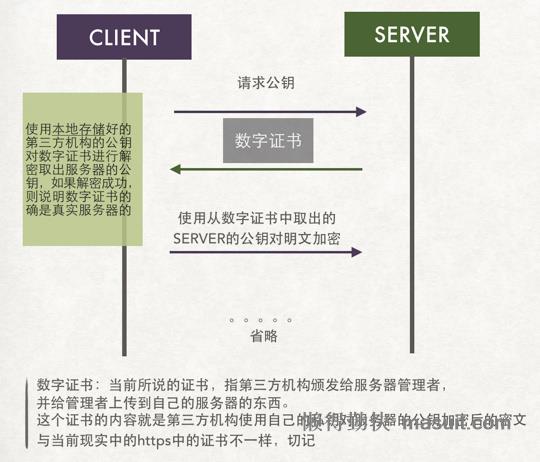 CLIENT
SERVER
请求公钥
数字证书
使用本地存储好的
第三方机构的公钥
对数字证书进行解
密取出服务器的公
钥，如果解密成功，
则说明数字证书的
确是真实服务器的
使用从数字证书中取出的
SERVER的公钥对明文加密
。。。。。
省略
数字证书：当前所说的证书，指第三方机构颁发给服务器管理者，
并给管理者上传到自己的服务器的东西。
这个证书的内容就是第三方机构使用自己的私钥对服务器的公钥加密后的密文
与当前现实中的https中的证书不一样，切记
懒得勤快 masuit.com